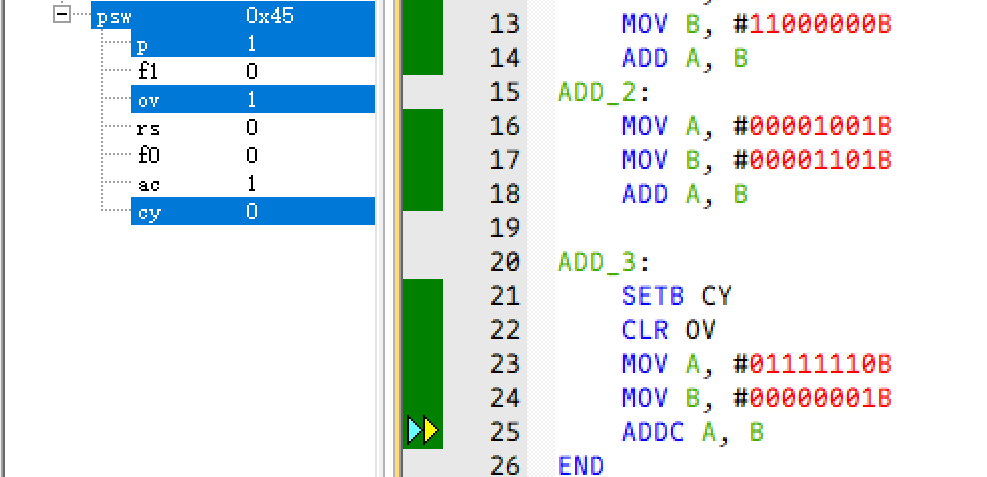 psw 0x45
p 1
f1 0
ov 1
rs 0
f0 0
ac 1
cy 0
13 MOV B, #11000000B
14 ADD A, B
15 ADD_2:
16 MOV A, #00001001B
17 MOV B, #00001101B
18 ADD A, B
19
20 ADD_3:
21 SETB CY
22 CLR OV
23 MOV A, #01111110B
24 MOV B, #00000001B
25 ADDC A, B
26 END